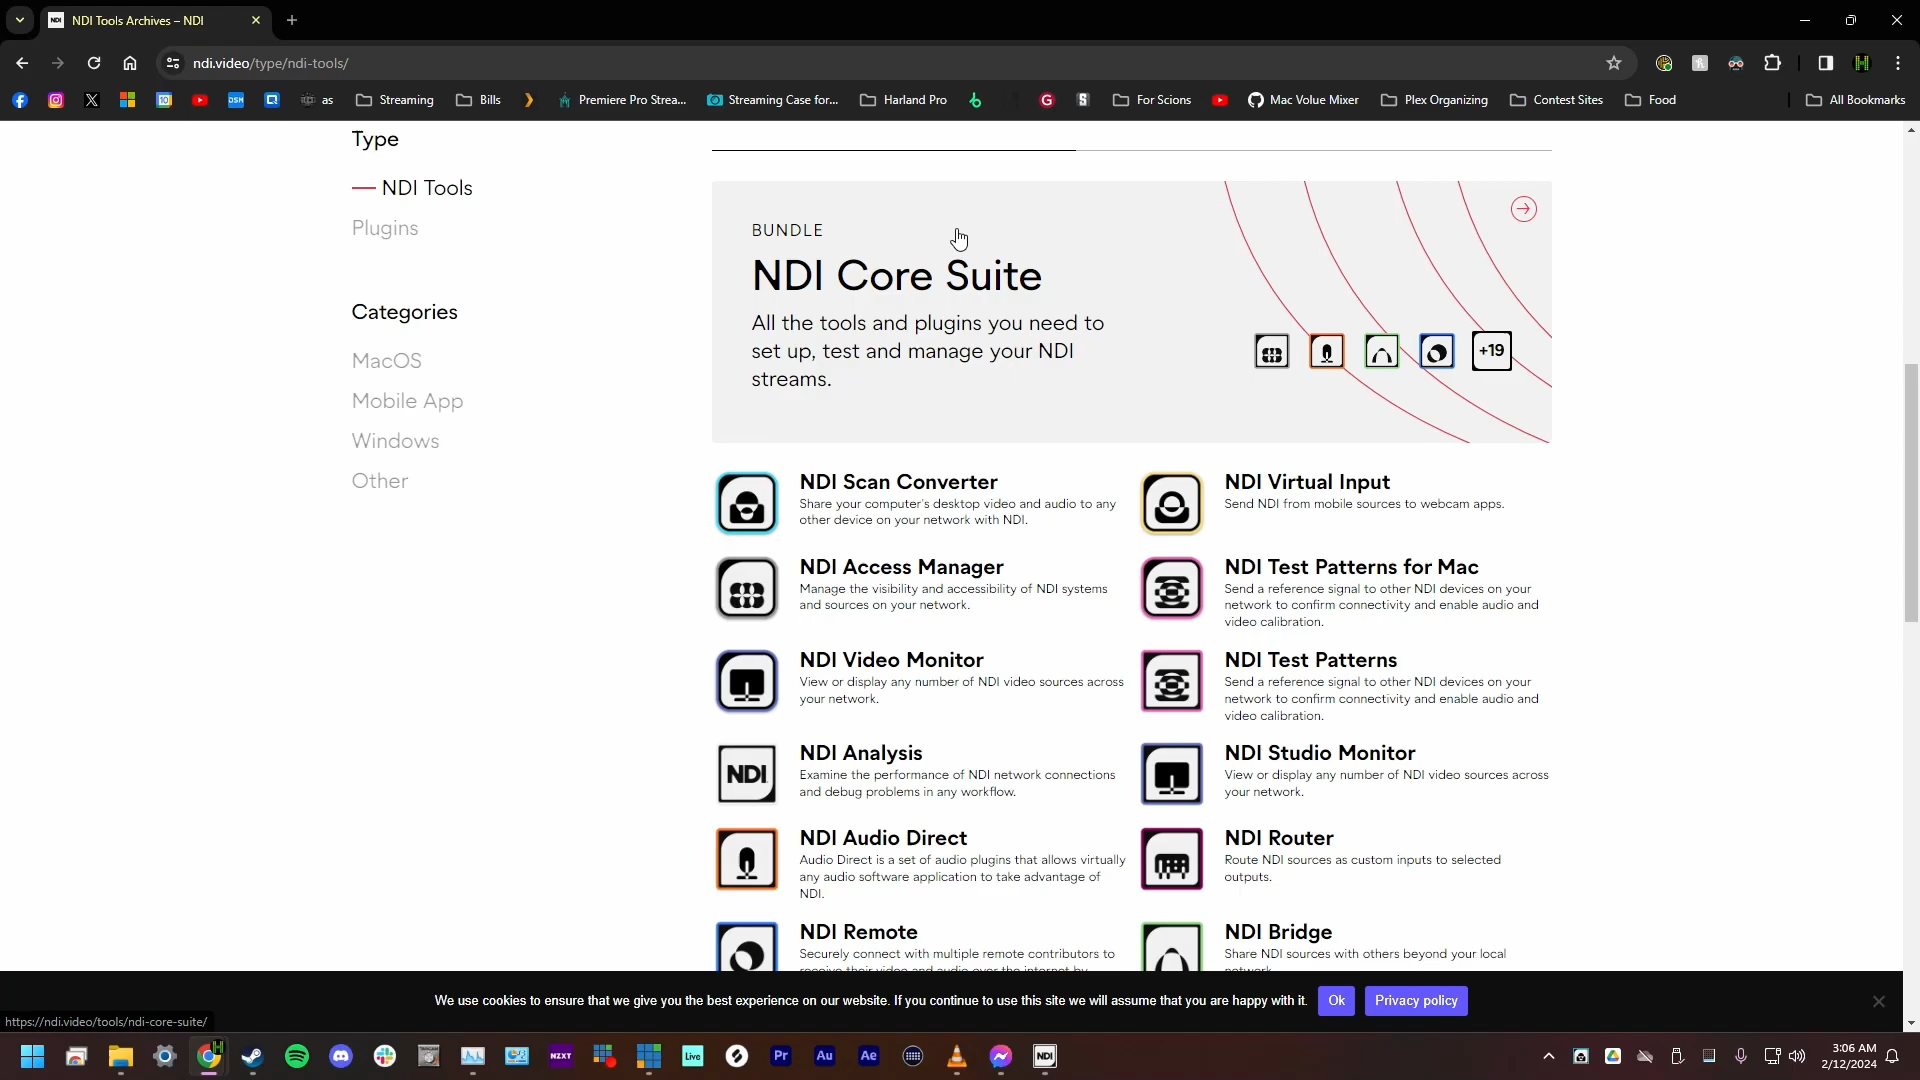 NDI Tools Archives – NDI
ndi.video/type/ndi-tools/
as
Streaming
Bills
Premiere Pro Strea...
Streaming Case for...
Harland Pro
For Scions
Mac Volue Mixer
Plex Organizing
Contest Sites
Food
All Bookmarks
Type
NDI Tools
Plugins
Categories
MacOS
Mobile App
Windows
Other
BUNDLE
NDI Core Suite
All the tools and plugins you need to
set up, test and manage your NDI
streams.
+19
NDI Scan Converter
Share your computer's desktop video and audio to any
other device on your network with NDI.
NDI Virtual Input
Send NDI from mobile sources to webcam apps.
NDI Access Manager
Manage the visibility and accessibility of NDI systems
and sources on your network.
NDI Test Patterns for Mac
Send a reference signal to other NDI devices on your
network to confirm connectivity and enable audio and
video calibration.
NDI Video Monitor
View or display any number of NDI video sources across
your network.
NDI Test Patterns
Send a reference signal to other NDI devices on your
network to confirm connectivity and enable audio and
video calibration.
NDI
NDI Analysis
Examine the performance of NDI network connections
and debug problems in any workflow.
NDI Studio Monitor
View or display any number of NDI video sources across
your network.
NDI Audio Direct
Audio Direct is a set of audio plugins that allows virtually
any audio software application to take advantage of
NDI.
NDI Router
Route NDI sources as custom inputs to selected
outputs.
NDI Remote
Securely connect with multiple remote contributors to
NDI Bridge
Share NDI sources with others beyond your local
We use cookies to ensure that we give you the best experience on our website. If you continue to use this site we will assume that you are happy with it.
Ok
Privacy policy
https://ndi.video/tools/ndi-core-suite/
NZXT
Live
Pr
Au
Ae
NDI
3:06 AM
2/12/2024